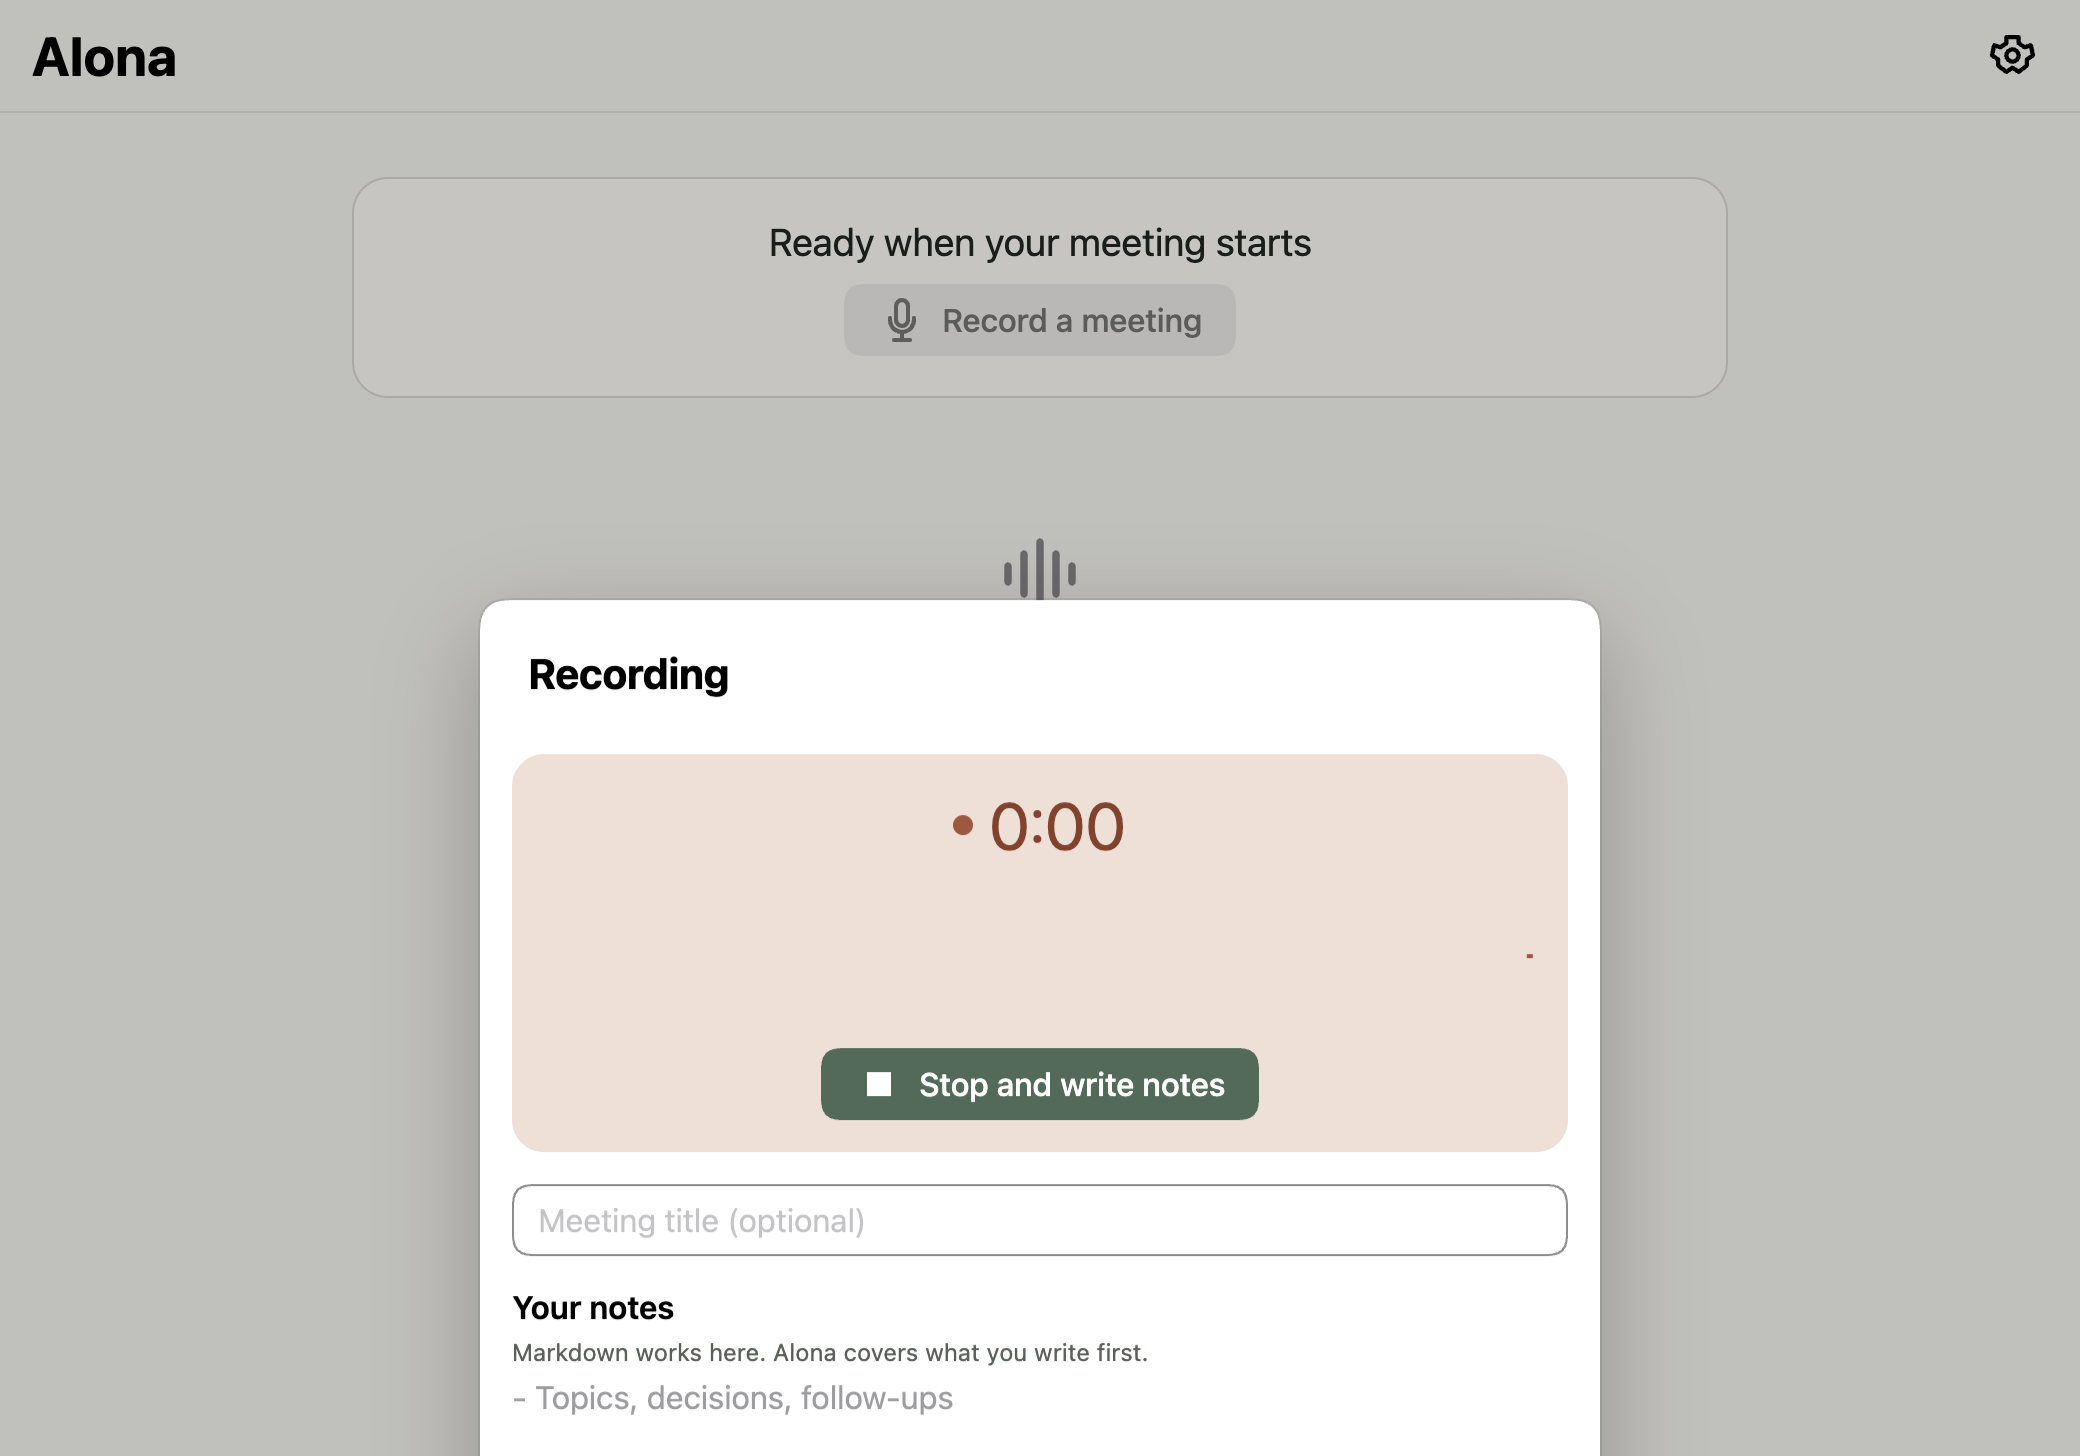 Alona
Ready when your meeting starts
Record a meeting
Recording
0:00
Stop and write notes
Meeting title (optional)
Your notes
Markdown works here. Alona covers what you write first.
- Topics, decisions, follow-ups